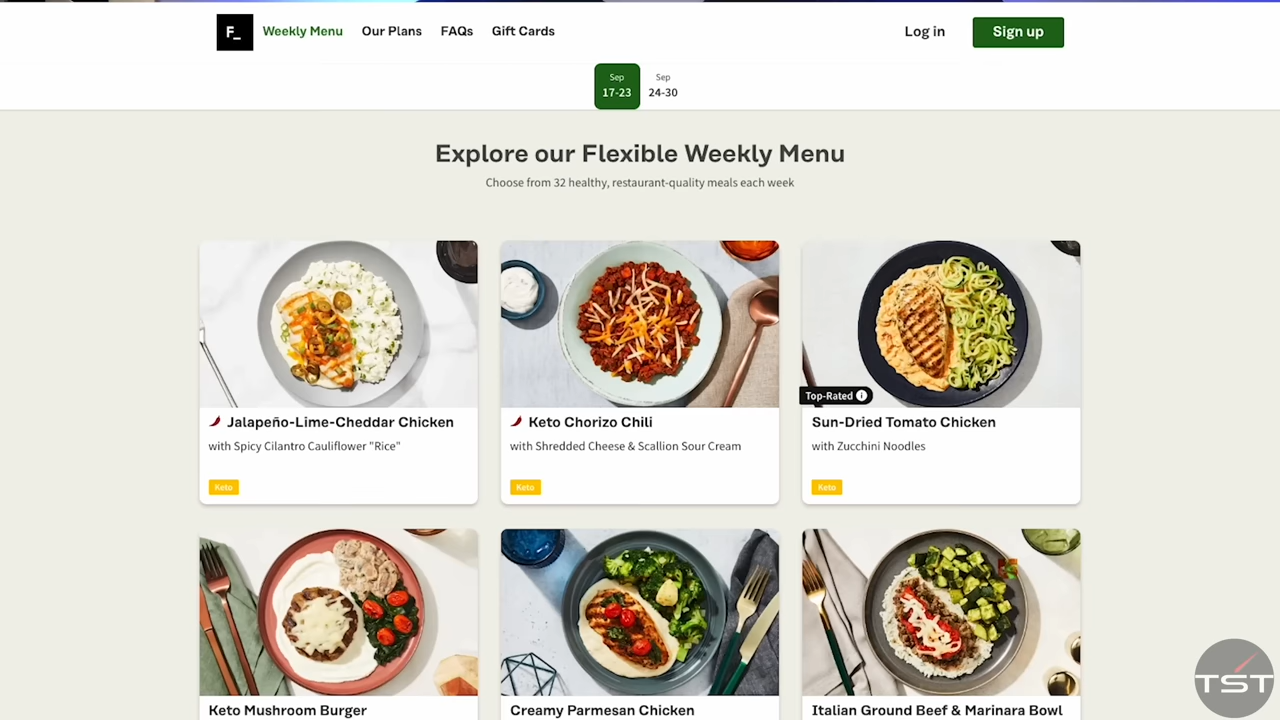 F_
Weekly Menu
Our Plans
FAQs
Gift Cards
Log in
Sign up
Sep
17-23
Sep
24-30
Explore our Flexible Weekly Menu
Choose from 32 healthy, restaurant-quality meals each week
Top-Rated
Jalapeño-Lime-Cheddar Chicken
with Spicy Cilantro Cauliflower "Rice"
Keto
Keto Chorizo Chili
with Shredded Cheese & Scallion Sour Cream
Keto
Sun-Dried Tomato Chicken
with Zucchini Noodles
Keto
Keto Mushroom Burger
Creamy Parmesan Chicken
Italian Ground Beef & Marinara Bowl
TST